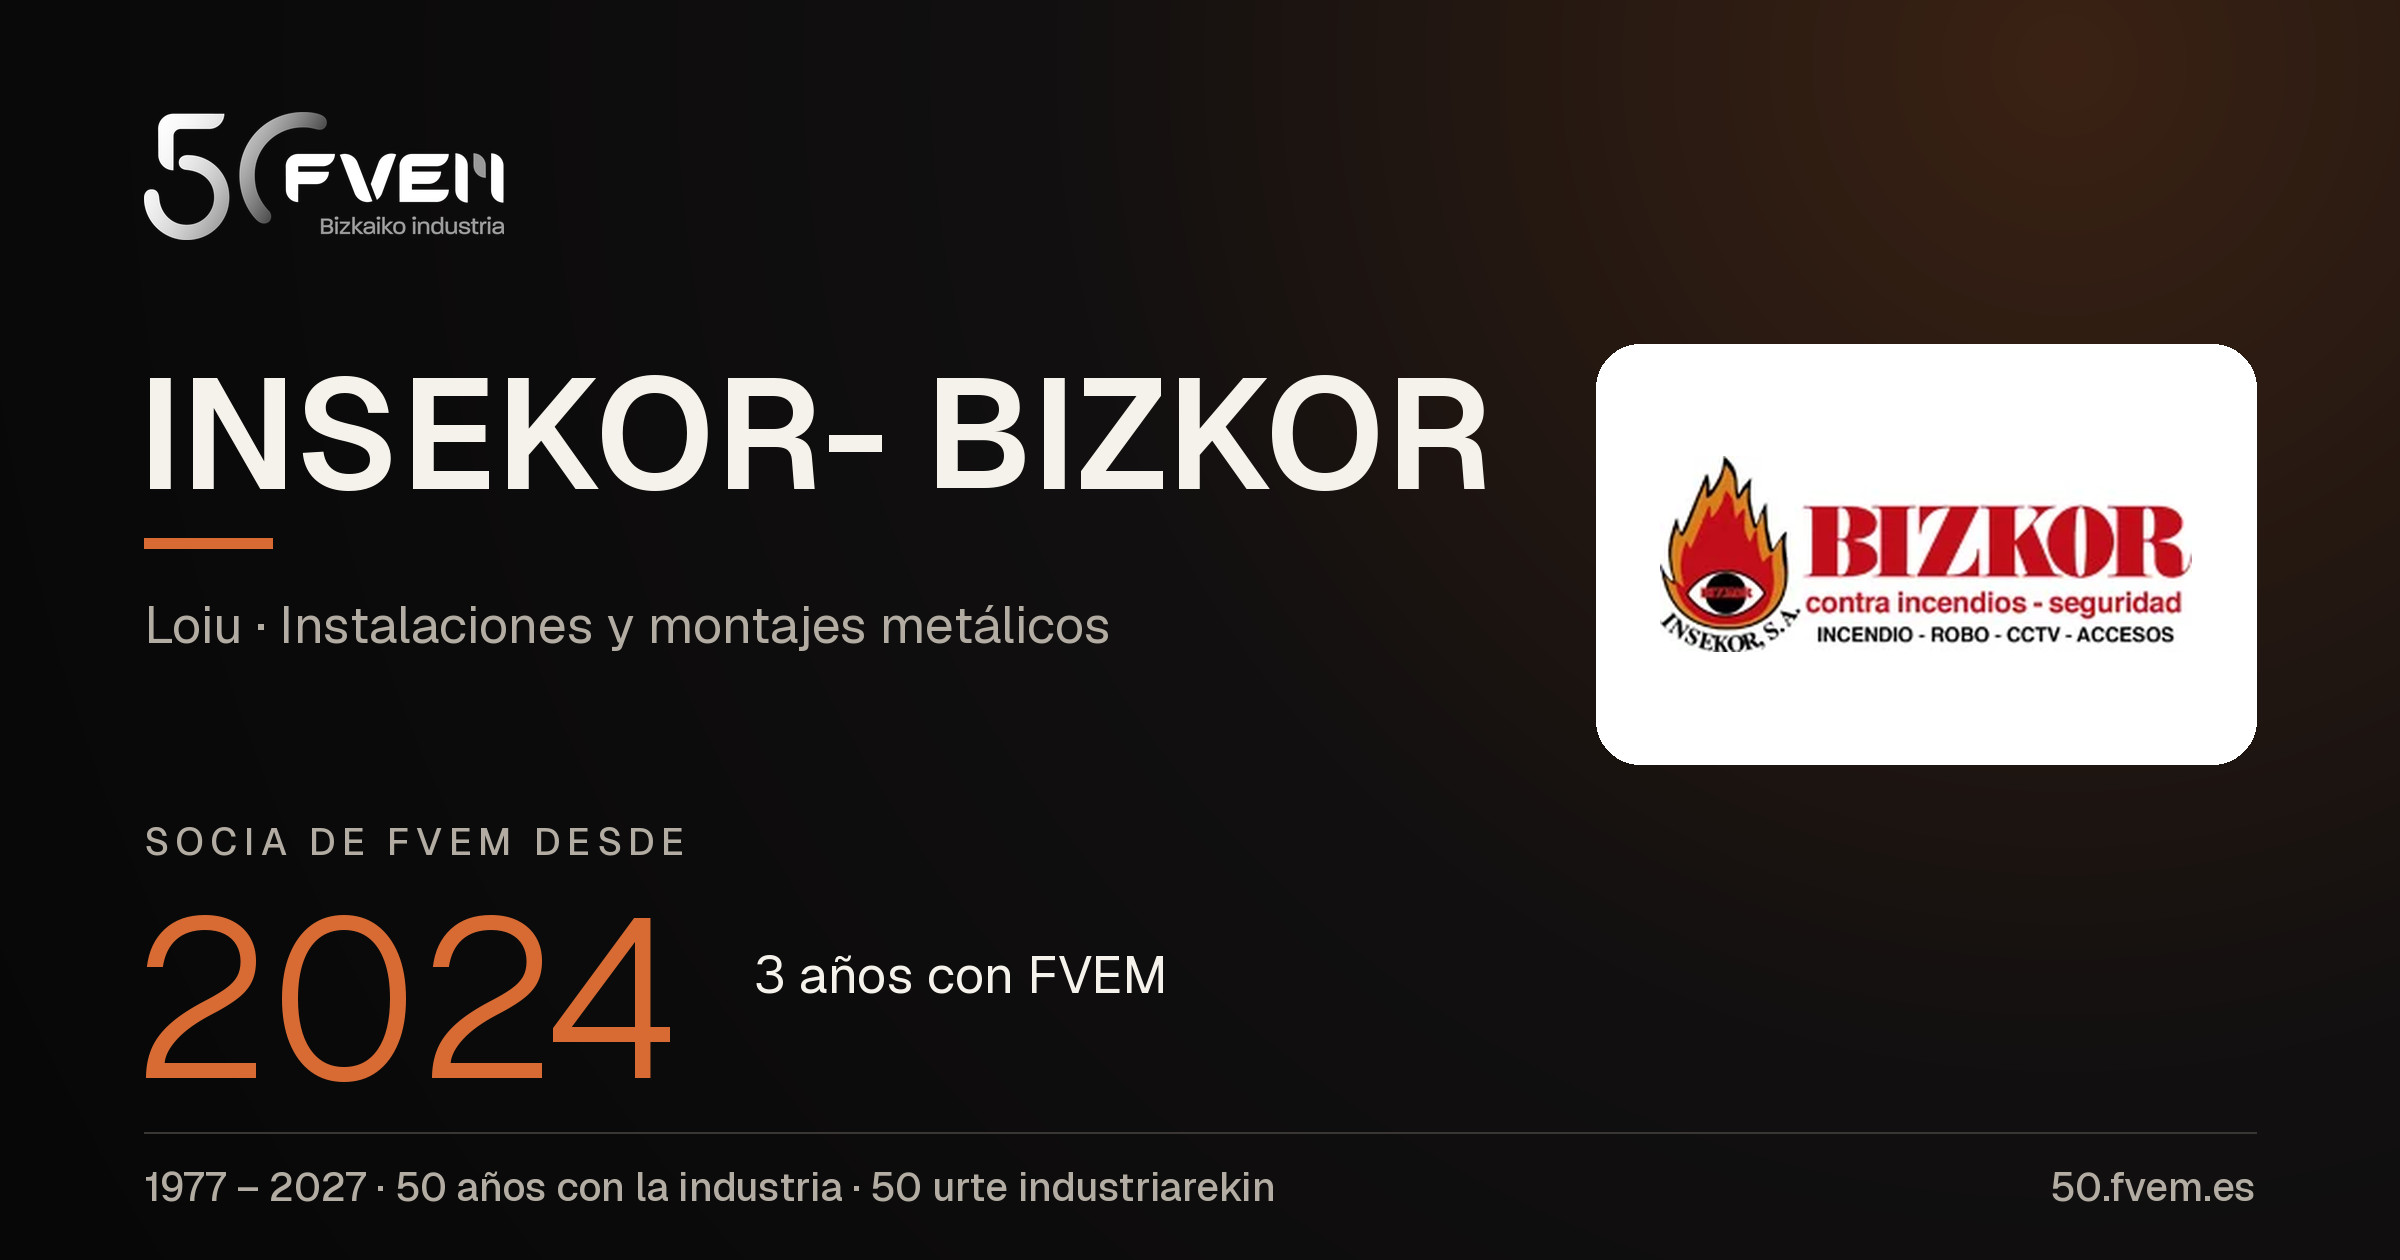 50 FVEM
Bizkaiko industria
INSEKOR- BIZKOR
Loiu · Instalaciones y montajes metálicos
BIZKOR
BIZKOR
contra incendios - seguridad
INCENDIO - ROBO - CCTV - ACCESOS
INSEKOR, S.A.
SOCIA DE FVEM DESDE
2024
3 años con FVEM
1977 – 2027 · 50 años con la industria · 50 urte industriarekin
50.fvem.es